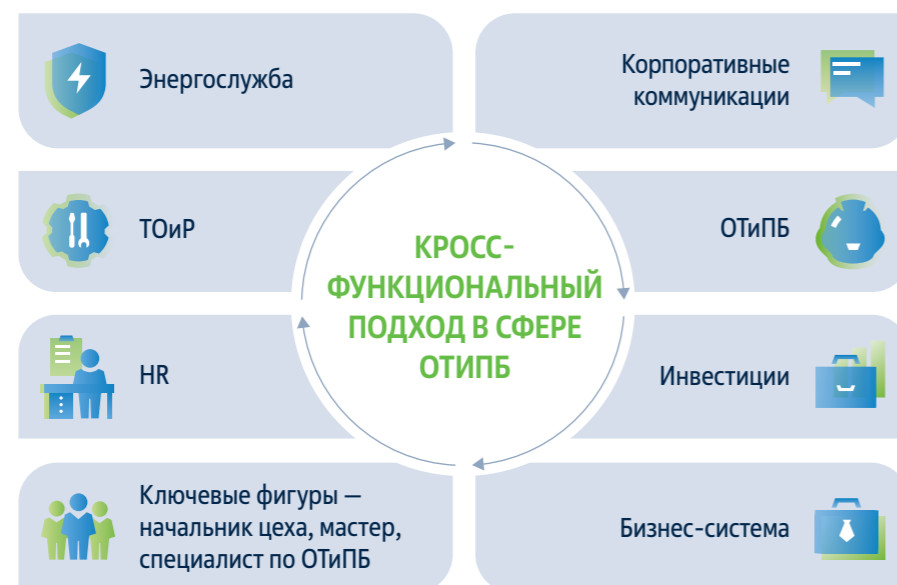 Энергослужба
Корпоративные
коммуникации
ТОиР
ОТиПБ
КРОСС-
ФУНКЦИОНАЛЬНЫЙ
ПОДХОД В СФЕРЕ
ОТИПБ
HR
Инвестиции
Ключевые фигуры —
начальник цеха, мастер,
специалист по ОТиПБ
Бизнес-система